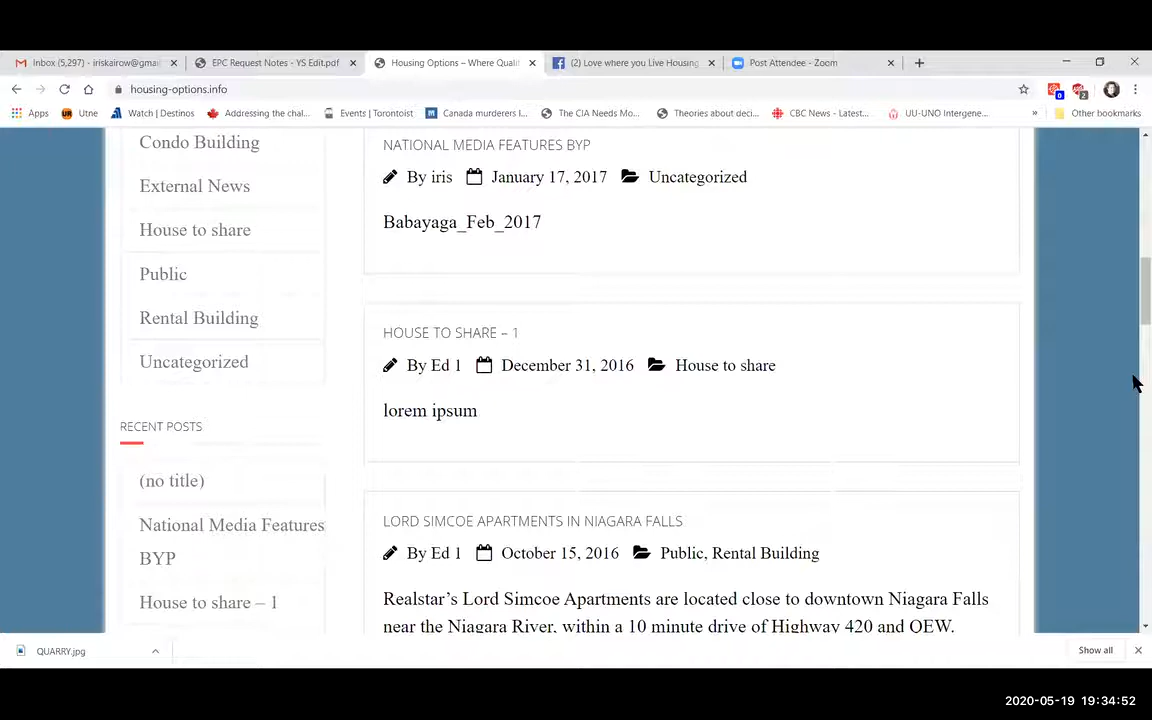 Inbox (5,297) - iriskairow@gmai
EPC Request Notes - YS Edit.pdf
Housing Options – Where Quali
(2) Love where you Live Housing
Post Attendee - Zoom
housing-options.info
Apps
Utne
Watch | Destinos
Addressing the chal...
Events | Torontoist
Canada murderers l...
The CIA Needs Mo...
Theories about deci...
CBC News - Latest...
UU-UNO Intergene...
»
Other bookmarks
Condo Building
External News
House to share
Public
Rental Building
Uncategorized
RECENT POSTS
(no title)
National Media Features
BYP
House to share – 1
NATIONAL MEDIA FEATURES BYP
By iris January 17, 2017 Uncategorized
Babayaga_Feb_2017
HOUSE TO SHARE – 1
By Ed 1 December 31, 2016 House to share
lorem ipsum
LORD SIMCOE APARTMENTS IN NIAGARA FALLS
By Ed 1 October 15, 2016 Public, Rental Building
Realstar’s Lord Simcoe Apartments are located close to downtown Niagara Falls
near the Niagara River, within a 10 minute drive of Highway 420 and QEW.
QUARRY.jpg
Show all
2020-05-19 19:34:52